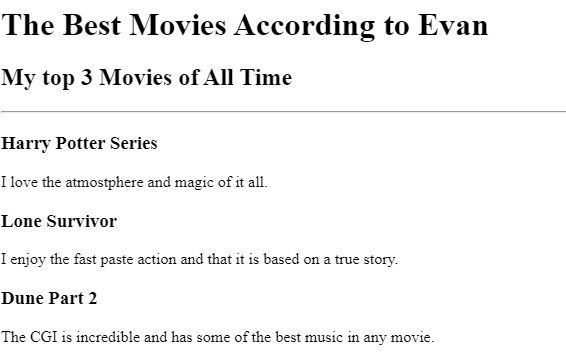 The Best Movies According to Evan
My top 3 Movies of All Time
Harry Potter Series
I love the atmostphere and magic of it all.
Lone Survivor
I enjoy the fast paste action and that it is based on a true story.
Dune Part 2
The CGI is incredible and has some of the best music in any movie.